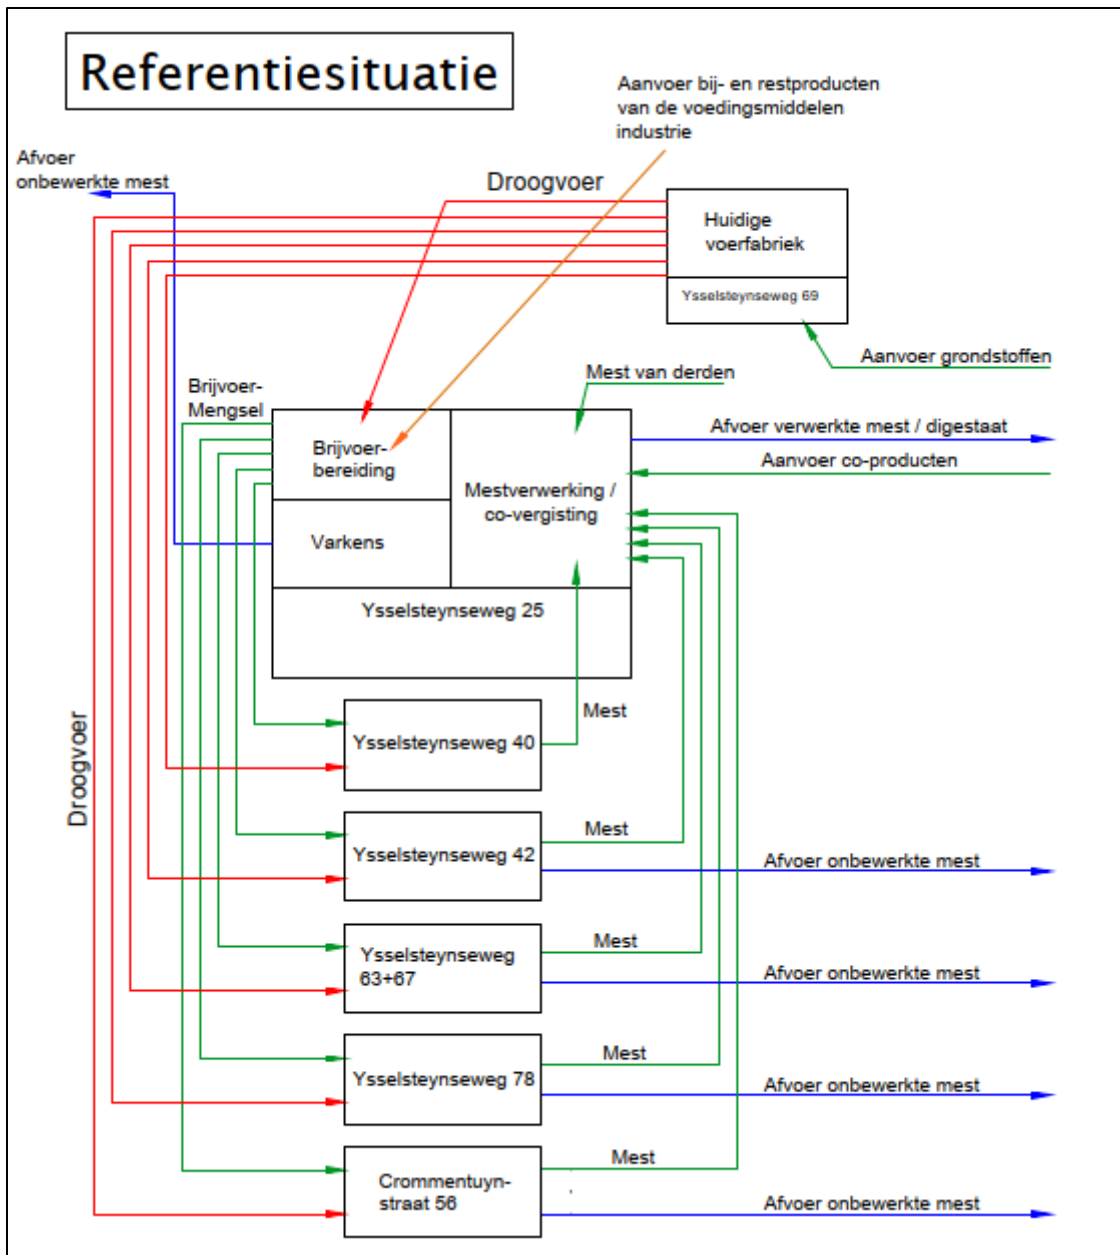 Referentiesituatie
Aanvoer bij- en restproducten
van de voedingsmiddelen
industrie
Afvoer
onbewerkte mest
Droogvoer
Huidige
voerfabriek
Ysselsteynseweg 69
Aanvoer grondstoffen
Mest van derden
Brijvoer-
Mengsel
Afvoer verwerkte mest / digestaat
Brijvoer-
bereiding
Aanvoer co-producten
Mestverwerking /
co-vergisting
Varkens
Ysselsteynseweg 25
Mest
Ysselsteynseweg 40
Droogvoer
Mest
Ysselsteynseweg 42
Afvoer onbewerkte mest
Mest
Ysselsteynseweg
63+67
Afvoer onbewerkte mest
Mest
Ysselsteynseweg 78
Afvoer onbewerkte mest
Mest
Crommentuyn-
straat 56
Afvoer onbewerkte mest